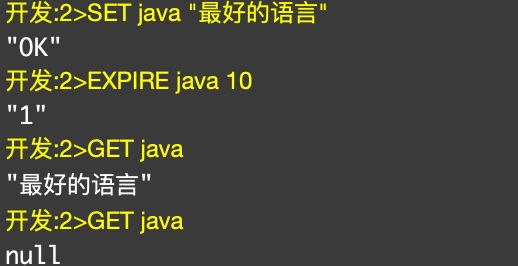 开发:2>SET java "最好的语言"
"OK"
开发:2>EXPIRE java 10
"1"
开发:2>GET java
"最好的语言"
开发:2>GET java
null